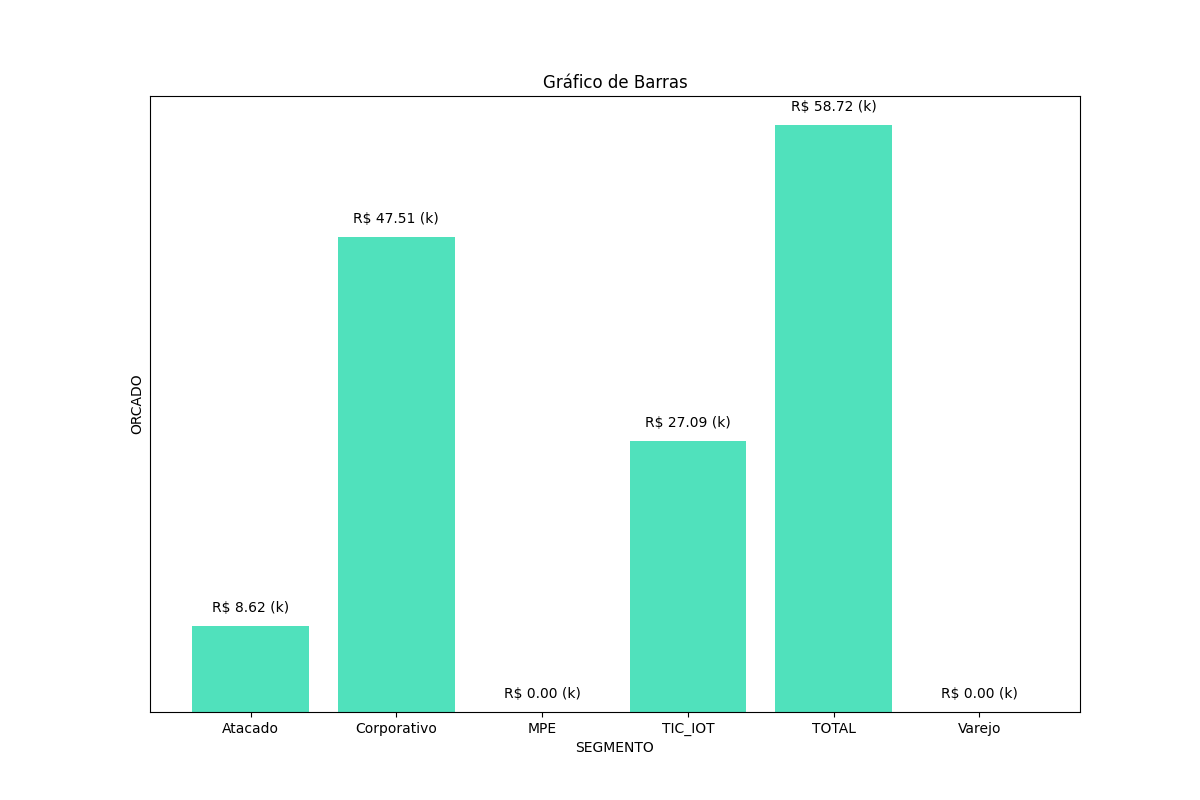 Gráfico de Barras
R$ 58.72 (k)
R$ 47.51 (k)
R$ 27.09 (k)
R$ 8.62 (k)
R$ 0.00 (k)
R$ 0.00 (k)
ORCADO
Atacado
Corporativo
MPE
TIC_IOT
TOTAL
Varejo
SEGMENTO